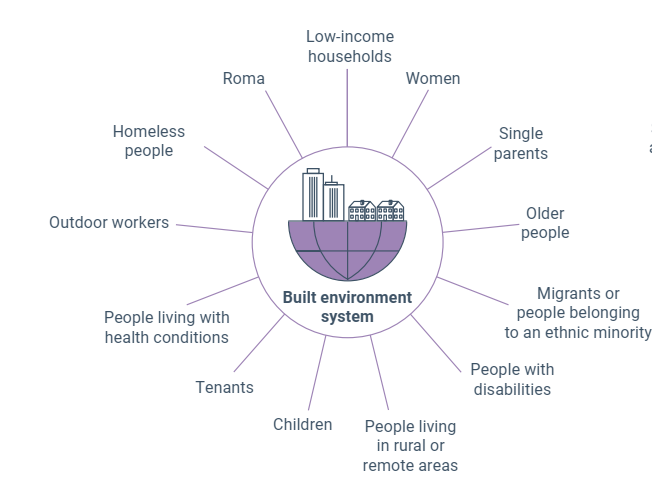 Low-income
households
Women
Single
parents
Older
people
Migrants or
people belonging
to an ethnic minority
People with
disabilities
People living
in rural or
remote areas
Children
Tenants
People living with
health conditions
Outdoor workers
Homeless
people
Roma
Built environment
system